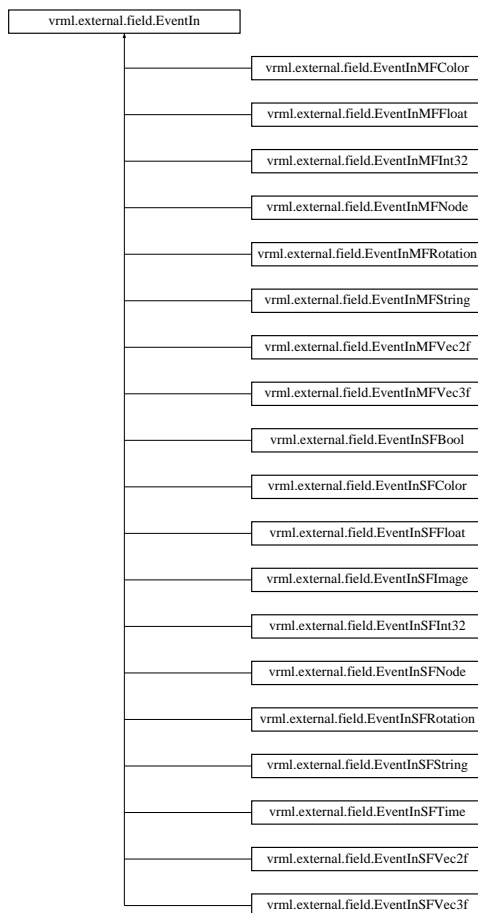 vrml.external.field.EventIn
vrml.external.field.EventInMFColor
vrml.external.field.EventInMFFloat
vrml.external.field.EventInMFInt32
vrml.external.field.EventInMFNode
vrml.external.field.EventInMFRotation
vrml.external.field.EventInMFString
vrml.external.field.EventInMFVec2f
vrml.external.field.EventInMFVec3f
vrml.external.field.EventInSFBool
vrml.external.field.EventInSFColor
vrml.external.field.EventInSFFloat
vrml.external.field.EventInSFImage
vrml.external.field.EventInSFInt32
vrml.external.field.EventInSFNode
vrml.external.field.EventInSFRotation
vrml.external.field.EventInSFString
vrml.external.field.EventInSFTime
vrml.external.field.EventInSFVec2f
vrml.external.field.EventInSFVec3f